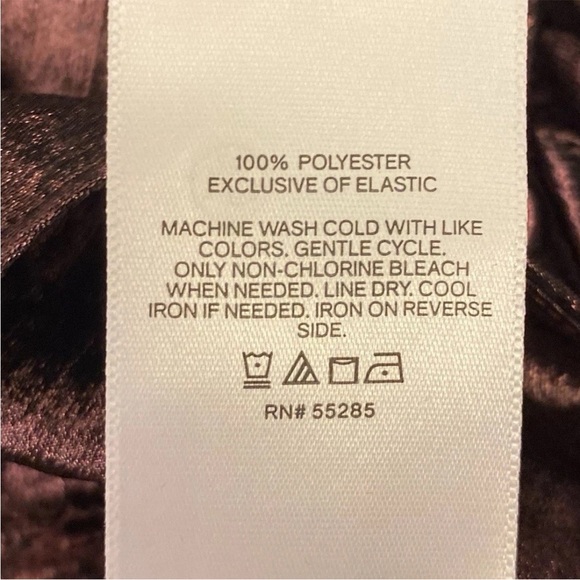 100% POLYESTER
EXCLUSIVE OF ELASTIC
MACHINE WASH COLD WITH LIKE
COLORS. GENTLE CYCLE.
ONLY NON-CHLORINE BLEACH
WHEN NEEDED. LINE DRY. COOL
IRON IF NEEDED. IRON ON REVERSE
SIDE.
RN# 55285